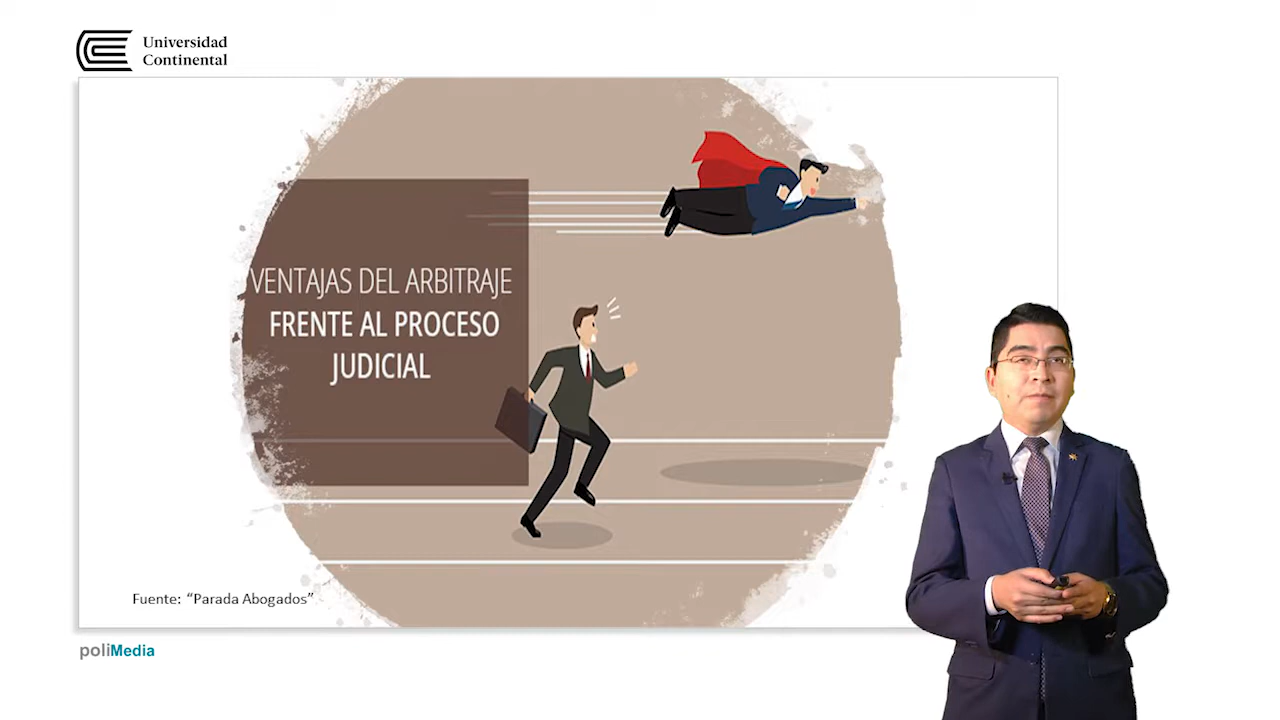 Universidad
Continental
VENTAJAS DEL ARBITRAJE
FRENTE AL PROCESO
JUDICIAL
Fuente: “Parada Abogados”
poliMedia